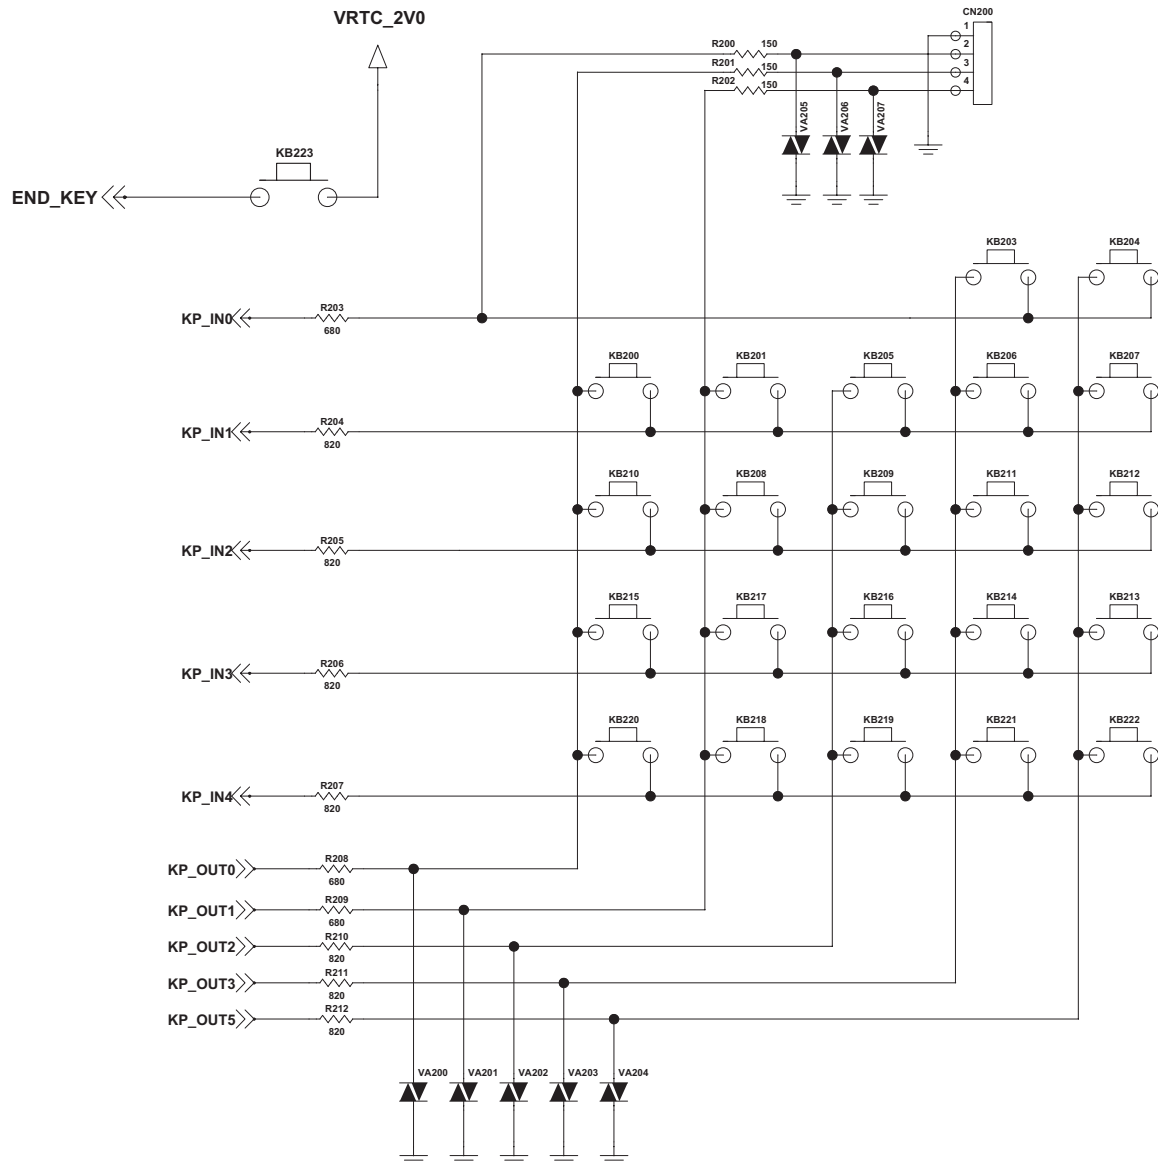 VRTC_2V0
CN200
1
R200 150
2
R201 150
3
R202 150
4
VA205
VA206
VA207
KB223
END_KEY
KB203 KB204
KP_IN0 R203
680
KB200 KB201 KB205 KB206 KB207
KP_IN1 R204
820
KB210 KB208 KB209 KB211 KB212
KP_IN2 R205
820
KB215 KB217 KB216 KB214 KB213
KP_IN3 R206
820
KB220 KB218 KB219 KB221 KB222
KP_IN4 R207
820
KP_OUT0 R208
680
KP_OUT1 R209
680
KP_OUT2 R210
820
KP_OUT3 R211
820
KP_OUT5 R212
820
VA200 VA201 VA202 VA203 VA204